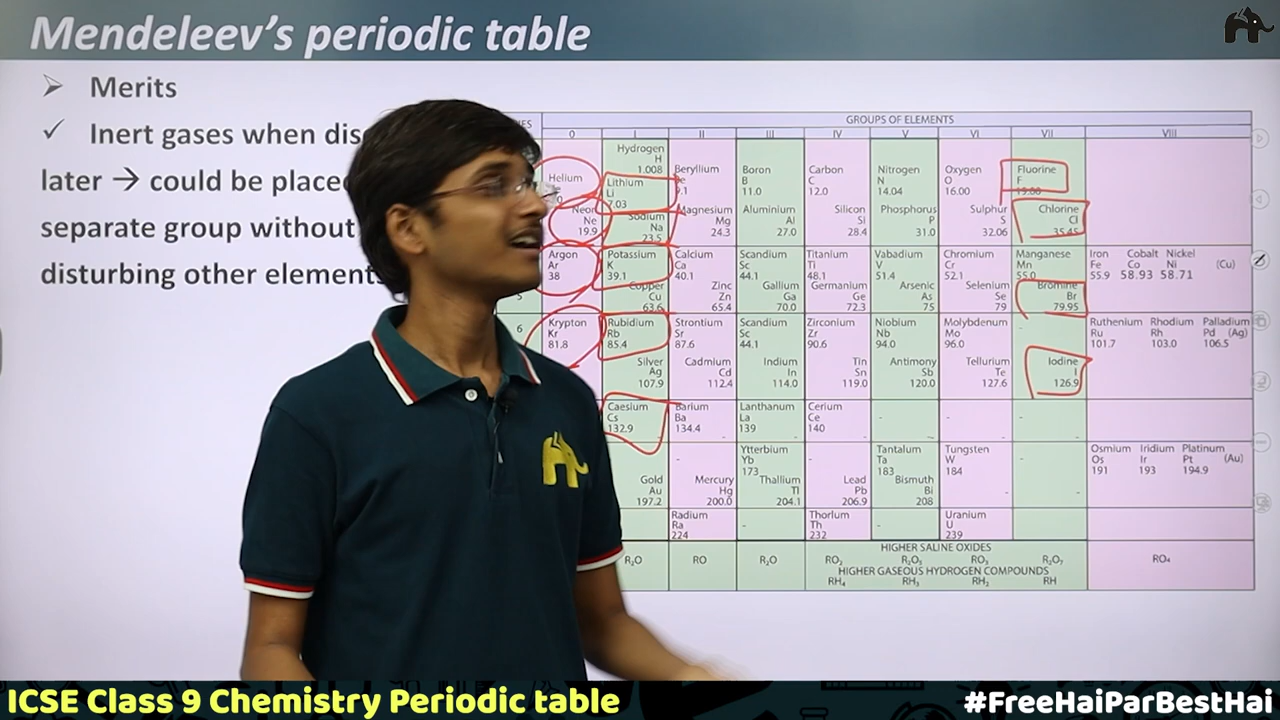 Mendeleev's periodic table
➢ Merits
✓ Inert gases when dis
later → could be place
separate group without
disturbing other elements
GROUPS OF ELEMENTS
0 I II III IV V VI VII VIII
Hydrogen
H
1.008
Helium
Lithium
Li
7.03
Beryllium
9.1
Boron
B
11.0
Carbon
C
12.0
Nitrogen
N
14.04
Oxygen
O
16.00
Fluorine
F
19.00
Neon
Ne
19.9
Sodium
Na
23.5
Magnesium
Mg
24.3
Aluminium
Al
27.0
Silicon
Si
28.4
Phosphorus
P
31.0
Sulphur
S
32.06
Chlorine
Cl
35.45
Argon
Ar
38
Potassium
K
39.1
Calcium
Ca
40.1
Scandium
Sc
44.1
Titanium
Ti
48.1
Vabadium
V
51.4
Chromium
Cr
52.1
Manganese
Mn
55.0
Iron Cobalt Nickel
Fe Co Ni (Cu)
55.9 58.93 58.71
5
Copper
Cu
63.6
Zinc
Zn
65.4
Gallium
Ga
70.0
Germanium
Ge
72.3
Arsenic
As
75
Selenium
Se
79
Bromine
Br
79.95
6
Krypton
Kr
81.8
Rubidium
Rb
85.4
Strontium
Sr
87.6
Scandium
Sc
44.1
Zirconium
Zr
90.6
Niobium
Nb
94.0
Molybdenum
Mo
96.0
-
Ruthenium Rhodium Palladium
Ru Rh Pd (Ag)
101.7 103.0 106.5
Silver
Ag
107.9
Cadmium
Cd
112.4
Indium
In
114.0
Tin
Sn
119.0
Antimony
Sb
120.0
Tellurium
Te
127.6
Iodine
I
126.9
Caesium
Cs
132.9
Barium
Ba
134.4
Lanthanum
La
139
Cerium
Ce
140
-
-
-
-
Ytterbium
Yb
173
-
Tantalum
Ta
183
Tungsten
W
184
-
Osmium Iridium Platinum
Os Ir Pt (Au)
191 193 194.9
Gold
Au
197.2
Mercury
Hg
200.0
Thallium
Tl
204.1
Lead
Pb
206.9
Bismuth
Bi
208
-
-
Radium
Ra
224
-
Thorlum
Th
232
-
Uranium
U
239
HIGHER SALINE OXIDES
R₂O RO R₂O RO₂ R₂O₅ RO₃ R₂O₇ RO₄
HIGHER GASEOUS HYDROGEN COMPOUNDS
RH₄ RH₃ RH₂ RH
ICSE Class 9 Chemistry Periodic table
#FreeHaiParBestHai